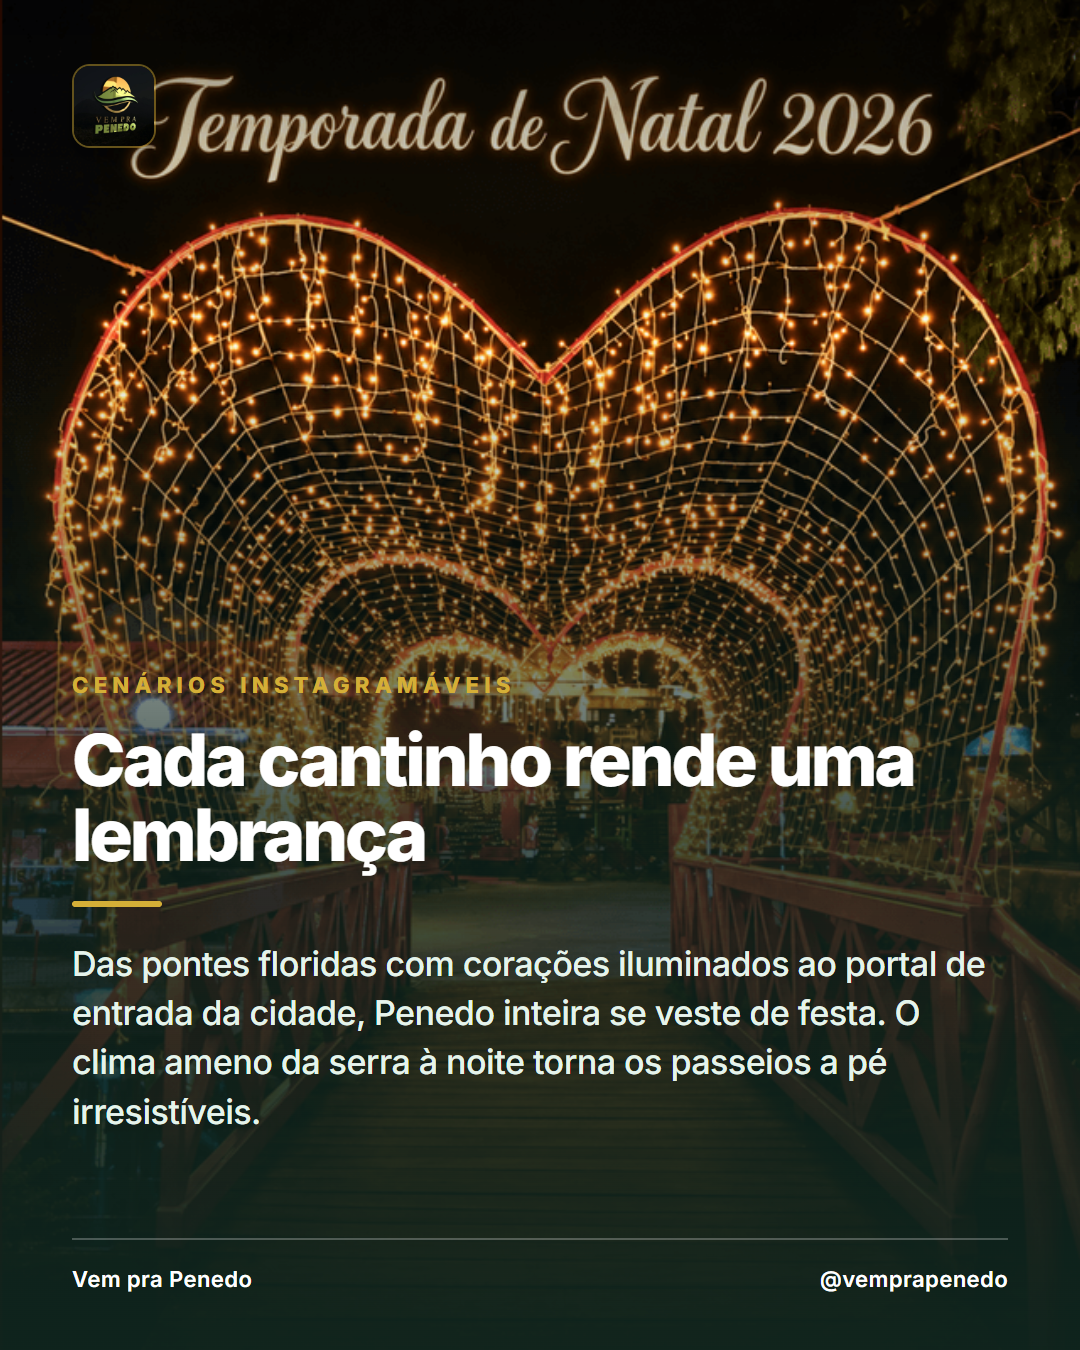 VEM PRA
PENEDO
Temporada de Natal 2026
CENÁRIOS INSTAGRAMÁVEIS
Cada cantinho rende uma
lembrança
Das pontes floridas com corações iluminados ao portal de
entrada da cidade, Penedo inteira se veste de festa. O
clima ameno da serra à noite torna os passeios a pé
irresistíveis.
Vem pra Penedo
@vemprapenedo